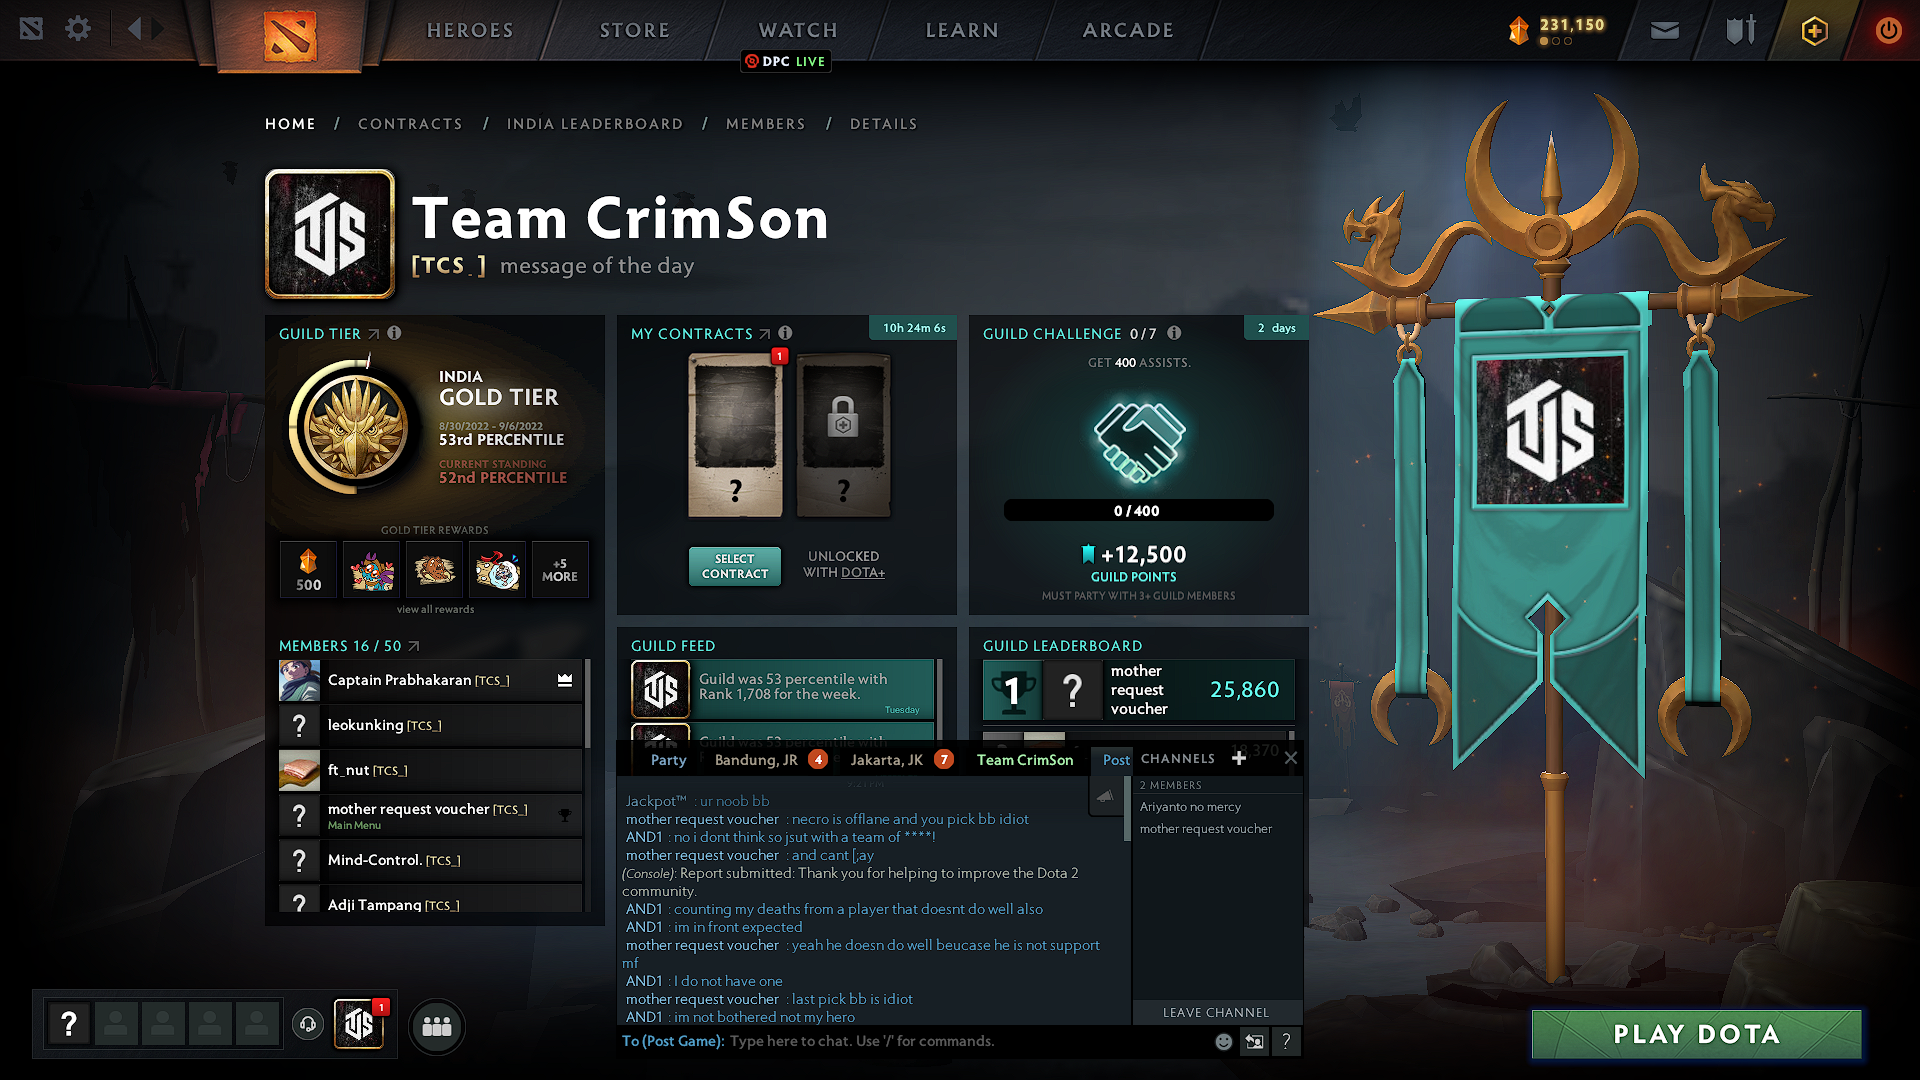 HEROES
STORE
WATCH
LEARN
ARCADE
231,150
DPC LIVE
HOME / CONTRACTS / INDIA LEADERBOARD / MEMBERS / DETAILS
Team CrimSon
[TCS_] message of the day
GUILD TIER
INDIA
GOLD TIER
8/30/2022 - 9/6/2022
53rd PERCENTILE
CURRENT STANDING
52nd PERCENTILE
GOLD TIER REWARDS
500
+5
MORE
view all rewards
MY CONTRACTS
10h 24m 6s
1
?
?
SELECT
CONTRACT
UNLOCKED
WITH DOTA+
GUILD CHALLENGE 0/7
2 days
GET 400 ASSISTS.
0 / 400
+12,500
GUILD POINTS
MUST PARTY WITH 3+ GUILD MEMBERS
MEMBERS 16 / 50
Captain Prabhakaran [TCS_]
? leokunking [TCS_]
ft_nut [TCS_]
? mother request voucher [TCS_]
Main Menu
? Mind-Control. [TCS_]
? Adji Tampang [TCS_]
GUILD FEED
Guild was 53 percentile with
Rank 1,708 for the week.
Tuesday
Guild was 53 percentile with
GUILD LEADERBOARD
1
?
mother
request
voucher
25,860
18,370
Party
Bandung, JR 4
Jakarta, JK 7
Team CrimSon
Post
CHANNELS
Jackpot™ : ur noob bb
mother request voucher : necro is offlane and you pick bb idiot
AND1 : no i dont think so jsut with a team of ****!
mother request voucher : and cant [,ay
(Console): Report submitted: Thank you for helping to improve the Dota 2
community.
AND1 : counting my deaths from a player that doesnt do well also
AND1 : im in front expected
mother request voucher : yeah he doesn do well beucase he is not support
mf
AND1 : I do not have one
mother request voucher : last pick bb is idiot
AND1 : im not bothered not my hero
To (Post Game): Type here to chat. Use '/' for commands.
?
2 MEMBERS
Ariyanto no mercy
mother request voucher
LEAVE CHANNEL
?
1
PLAY DOTA